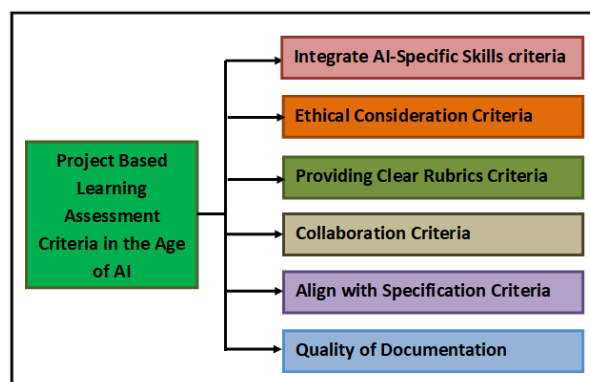 Project Based
Learning
Assessment
Criteria in the Age
of AI
Integrate AI-Specific Skills criteria
Ethical Consideration Criteria
Providing Clear Rubrics Criteria
Collaboration Criteria
Align with Specification Criteria
Quality of Documentation